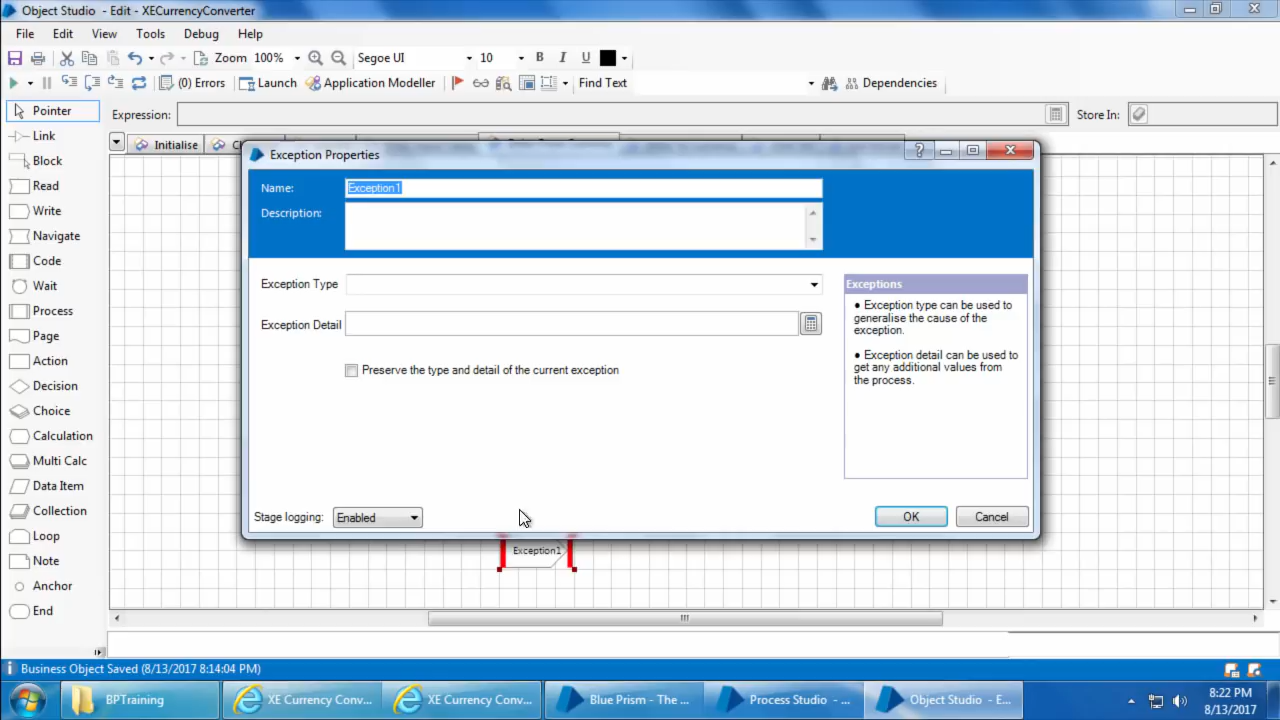 Object Studio - Edit - XECurrencyConverter
File Edit View Tools Debug Help
Zoom 100% Segoe UI 10 B I U
(0) Errors Launch Application Modeller Find Text Dependencies
Pointer
Expression:
Store In:
Link
Initialise
Block
Read
Write
Navigate
Code
Wait
Process
Page
Action
Decision
Choice
Calculation
Multi Calc
Data Item
Collection
Loop
Note
Anchor
End
Exception Properties
Name: Exception1
Description:
Exception Type
Exception Detail
Preserve the type and detail of the current exception
Exceptions
• Exception type can be used to
generalise the cause of the
exception.
• Exception detail can be used to
get any additional values from
the process.
Stage logging: Enabled
OK Cancel
Exception1
Business Object Saved (8/13/2017 8:14:04 PM)
BPTraining
XE Currency Conv...
XE Currency Conv...
Blue Prism - The ...
Process Studio - ...
Object Studio - E...
8:22 PM
8/13/2017